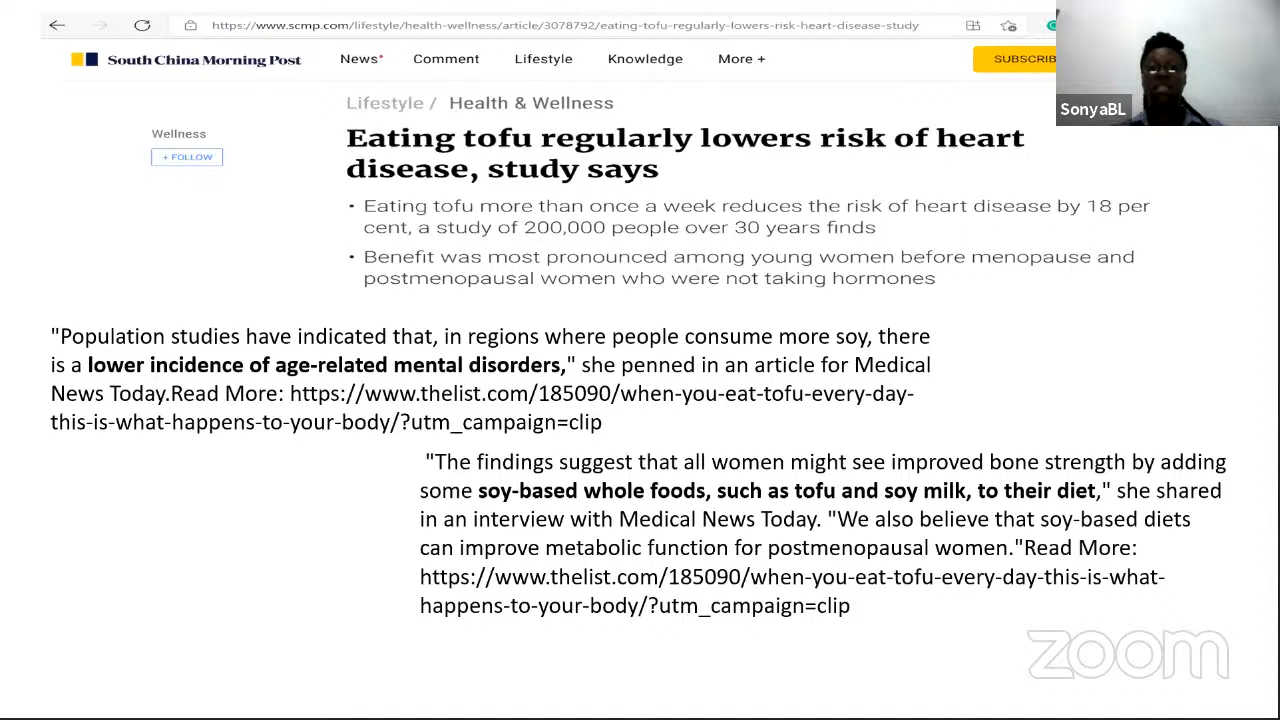 https://www.scmp.com/lifestyle/health-wellness/article/3078792/eating-tofu-regularly-lowers-risk-heart-disease-study
South China Morning Post
News
Comment
Lifestyle
Knowledge
More +
SUBSCRIB
SonyaBL
Lifestyle / Health & Wellness
Wellness
+ FOLLOW
Eating tofu regularly lowers risk of heart
disease, study says
• Eating tofu more than once a week reduces the risk of heart disease by 18 per
cent, a study of 200,000 people over 30 years finds
• Benefit was most pronounced among young women before menopause and
postmenopausal women who were not taking hormones
"Population studies have indicated that, in regions where people consume more soy, there
is a lower incidence of age-related mental disorders," she penned in an article for Medical
News Today.Read More: https://www.thelist.com/185090/when-you-eat-tofu-every-day-
this-is-what-happens-to-your-body/?utm_campaign=clip
"The findings suggest that all women might see improved bone strength by adding
some soy-based whole foods, such as tofu and soy milk, to their diet," she shared
in an interview with Medical News Today. "We also believe that soy-based diets
can improve metabolic function for postmenopausal women."Read More:
https://www.thelist.com/185090/when-you-eat-tofu-every-day-this-is-what-
happens-to-your-body/?utm_campaign=clip
zoom